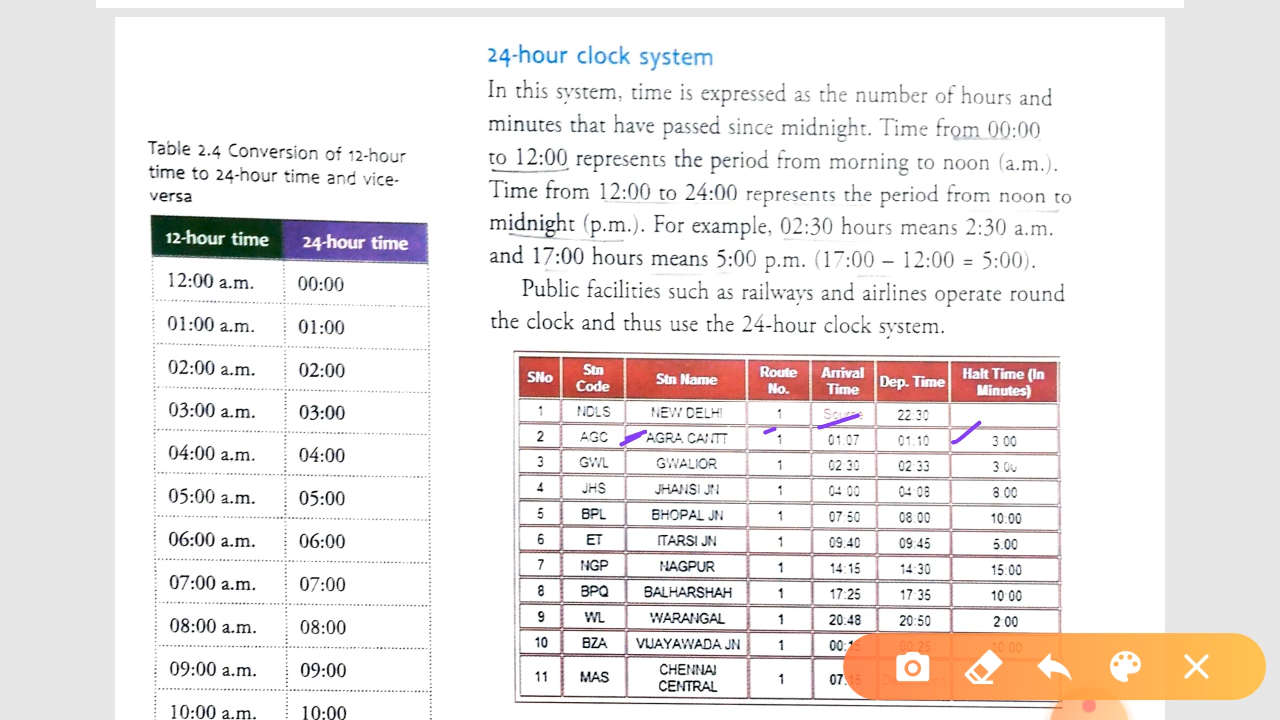 24-hour clock system
In this system, time is expressed as the number of hours and
minutes that have passed since midnight. Time from 00:00
to 12:00 represents the period from morning to noon (a.m.).
Time from 12:00 to 24:00 represents the period from noon to
midnight (p.m.). For example, 02:30 hours means 2:30 a.m.
and 17:00 hours means 5:00 p.m. (17:00 – 12:00 = 5:00).
Public facilities such as railways and airlines operate round
the clock and thus use the 24-hour clock system.
Table 2.4 Conversion of 12-hour
time to 24-hour time and vice-
versa
12-hour time 24-hour time
12:00 a.m. 00:00
01:00 a.m. 01:00
02:00 a.m. 02:00
03:00 a.m. 03:00
04:00 a.m. 04:00
05:00 a.m. 05:00
06:00 a.m. 06:00
07:00 a.m. 07:00
08:00 a.m. 08:00
09:00 a.m. 09:00
10:00 a.m. 10:00
SNo Stn Code Stn Name Route No. Arrival Time Dep. Time Halt Time (In Minutes)
1 NDLS NEW DELHI 1 22:30
2 AGC AGRA CANTT 1 01.07 01.10 3.00
3 GWL GWALIOR 1 02 30 02 33 3.00
4 JHS JHANSI JN 1 04 00 04 08 8.00
5 BPL BHOPAL JN 1 07.50 08:00 10:00
6 ET ITARSI JN 1 09.40 09:45 5:00
7 NGP NAGPUR 1 14:15 14:30 15:00
8 BPQ BALHARSHAH 1 17:25 17:35 10:00
9 WL WARANGAL 1 20.48 20:50 2:00
10 BZA VIJAYAWADA JN 1
11 MAS CHENNAI CENTRAL 1